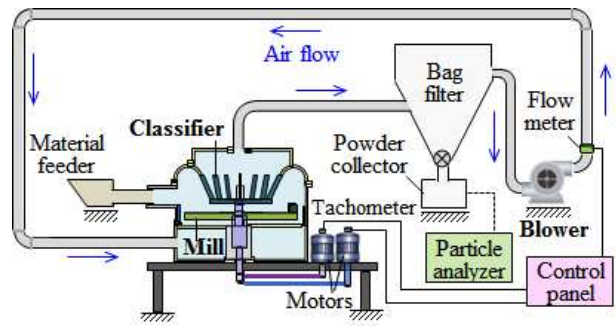 Air flow
Bag
filter
Flow
meter
Classifier
Material
feeder
Powder
collector
Tachometer
Mill
Blower
Particle
analyzer
Control
panel
Motors